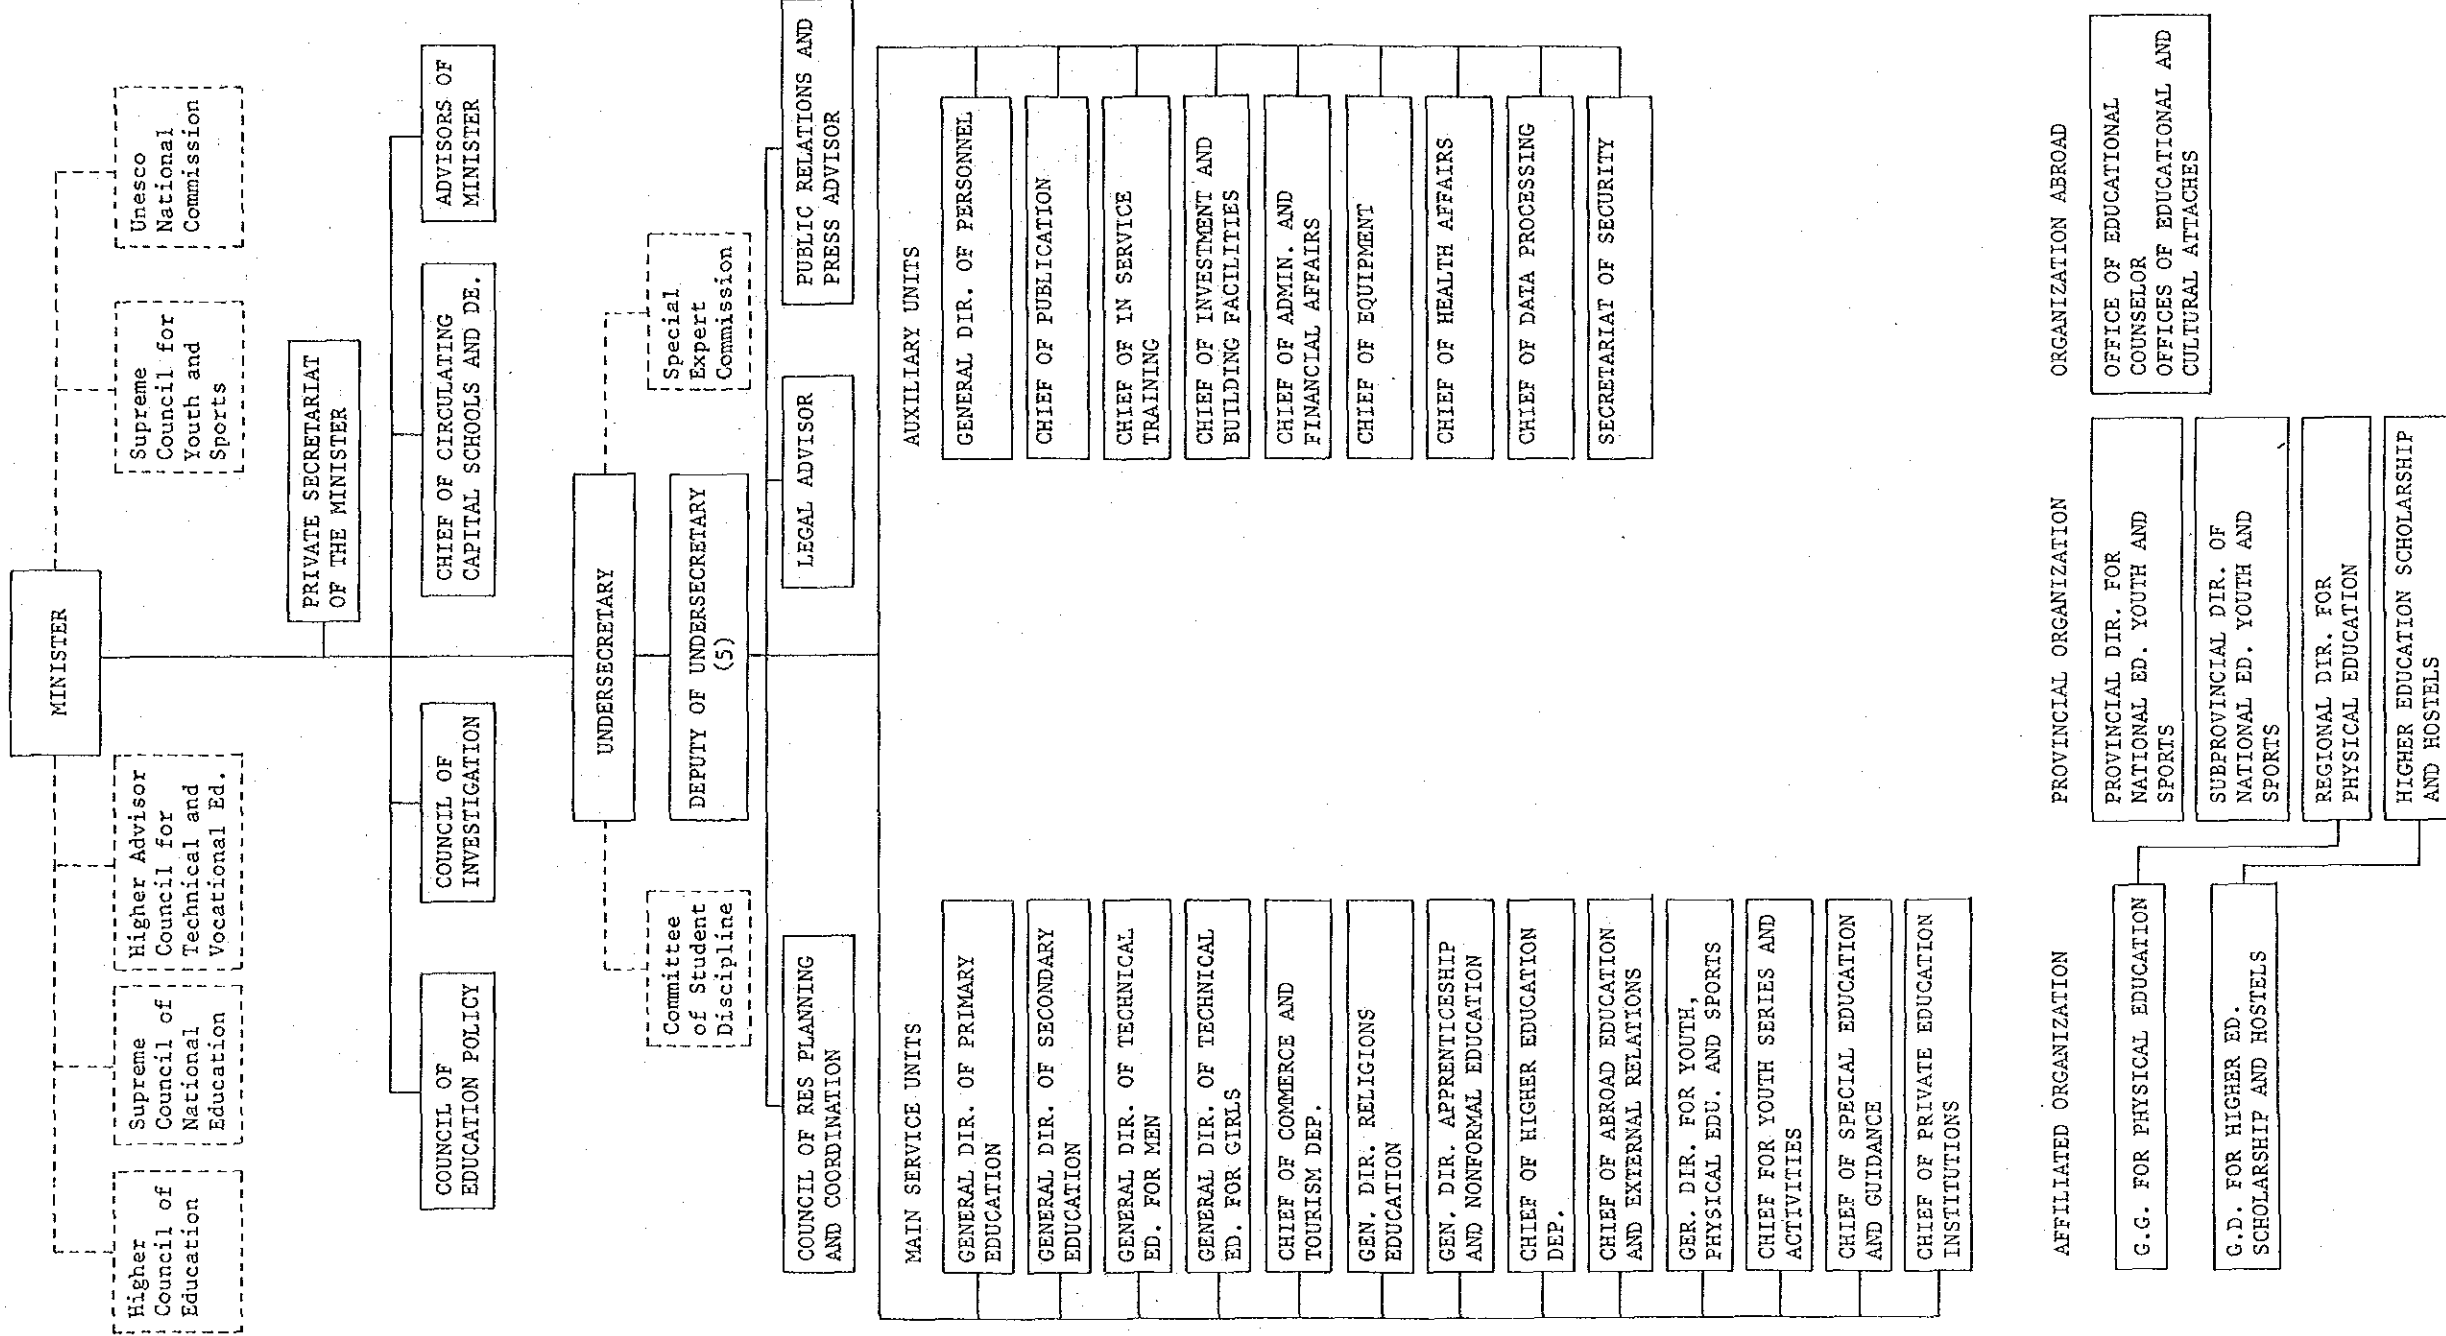 MINISTER
Higher
Council of
Education
Supreme
Council of
National
Education
Higher Advisor
Council for
Technical and
Vocational Ed.
Supreme
Council for
Youth and
Sports
Unesco
National
Commission
PRIVATE SECRETARIAT
OF THE MINISTER
COUNCIL OF
EDUCATION POLICY
COUNCIL OF
INVESTIGATION
CHIEF OF CIRCULATING
CAPITAL SCHOOLS AND DE.
ADVISORS OF
MINISTER
UNDERSECRETARY
Committee
of Student
Discipline
Special
Expert
Commission
DEPUTY OF UNDERSECRETARY
(5)
COUNCIL OF RES PLANNING
AND COORDINATION
LEGAL ADVISOR
PUBLIC RELATIONS AND
PRESS ADVISOR
MAIN SERVICE UNITS
GENERAL DIR. OF PRIMARY
EDUCATION
GENERAL DIR. OF SECONDARY
EDUCATION
GENERAL DIR. OF TECHNICAL
ED. FOR MEN
GENERAL DIR. OF TECHNICAL
ED. FOR GIRLS
CHIEF OF COMMERCE AND
TOURISM DEP.
GEN. DIR. RELIGIONS
EDUCATION
GEN. DIR. APPRENTICESHIP
AND NONFORMAL EDUCATION
CHIEF OF HIGHER EDUCATION
DEP.
CHIEF OF ABROAD EDUCATION
AND EXTERNAL RELATIONS
GER. DIR. FOR YOUTH,
PHYSICAL EDU. AND SPORTS
CHIEF FOR YOUTH SERIES AND
ACTIVITIES
CHIEF OF SPECIAL EDUCATION
AND GUIDANCE
CHIEF OF PRIVATE EDUCATION
INSTITUTIONS
AUXILIARY UNITS
GENERAL DIR. OF PERSONNEL
CHIEF OF PUBLICATION
CHIEF OF IN SERVICE
TRAINING
CHIEF OF INVESTMENT AND
BUILDING FACILITIES
CHIEF OF ADMIN. AND
FINANCIAL AFFAIRS
CHIEF OF EQUIPMENT
CHIEF OF HEALTH AFFAIRS
CHIEF OF DATA PROCESSING
SECRETARIAT OF SECURITY
AFFILIATED ORGANIZATION
G.G. FOR PHYSICAL EDUCATION
G.D. FOR HIGHER ED.
SCHOLARSHIP AND HOSTELS
PROVINCIAL ORGANIZATION
PROVINCIAL DIR. FOR
NATIONAL ED. YOUTH AND
SPORTS
SUBPROVINCIAL DIR. OF
NATIONAL ED. YOUTH AND
SPORTS
REGIONAL DIR. FOR
PHYSICAL EDUCATION
HIGHER EDUCATION SCHOLARSHIP
AND HOSTELS
ORGANIZATION ABROAD
OFFICE OF EDUCATIONAL
COUNSELOR
OFFICES OF EDUCATIONAL AND
CULTURAL ATTACHES